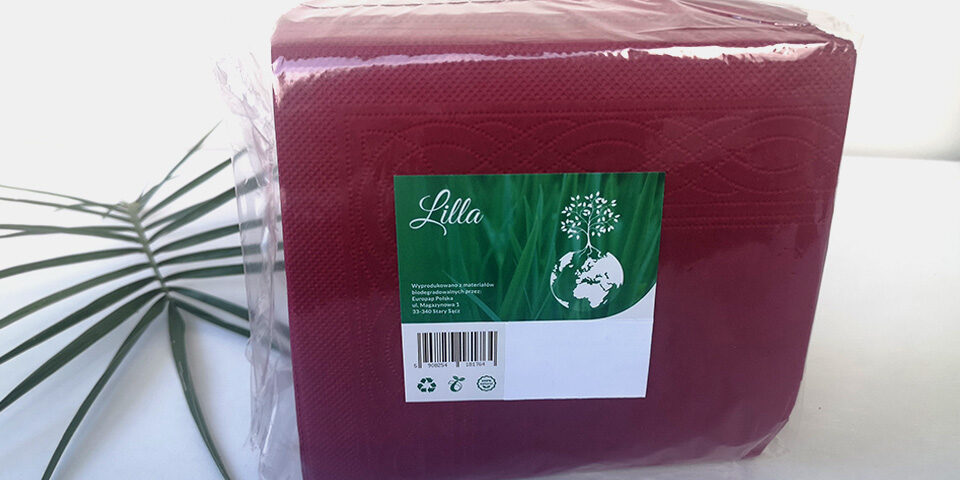 Lilla
Wyprodukowano z materiałów
biodegradowalnych przez:
Europap Polska
ul. Magazynowa 1
33-340 Stary Sącz
5 908254 181764